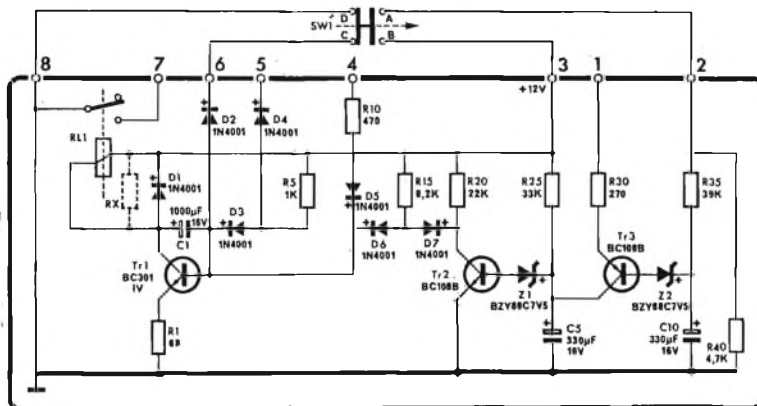 SW1
D
A
C
B
8
7
6
5
4
3
1
2
+12V
RL1
RX
D1
1N4001
1000µF
16V
C1
D2
1N4001
D4
1N4001
D3
1N4001
R5
1K
R10
470
D5
1N4001
R15
8,2K
R20
22K
R25
33K
R30
270
R35
39K
D6
1N4001
D7
1N4001
Tr1
BC301
IV
R1
68
Tr2
BC108B
Z1
BZY88C7V5
Tr3
BC108B
Z2
BZY88C7V5
C5
330µF
16V
C10
330µF
16V
R40
4,7K